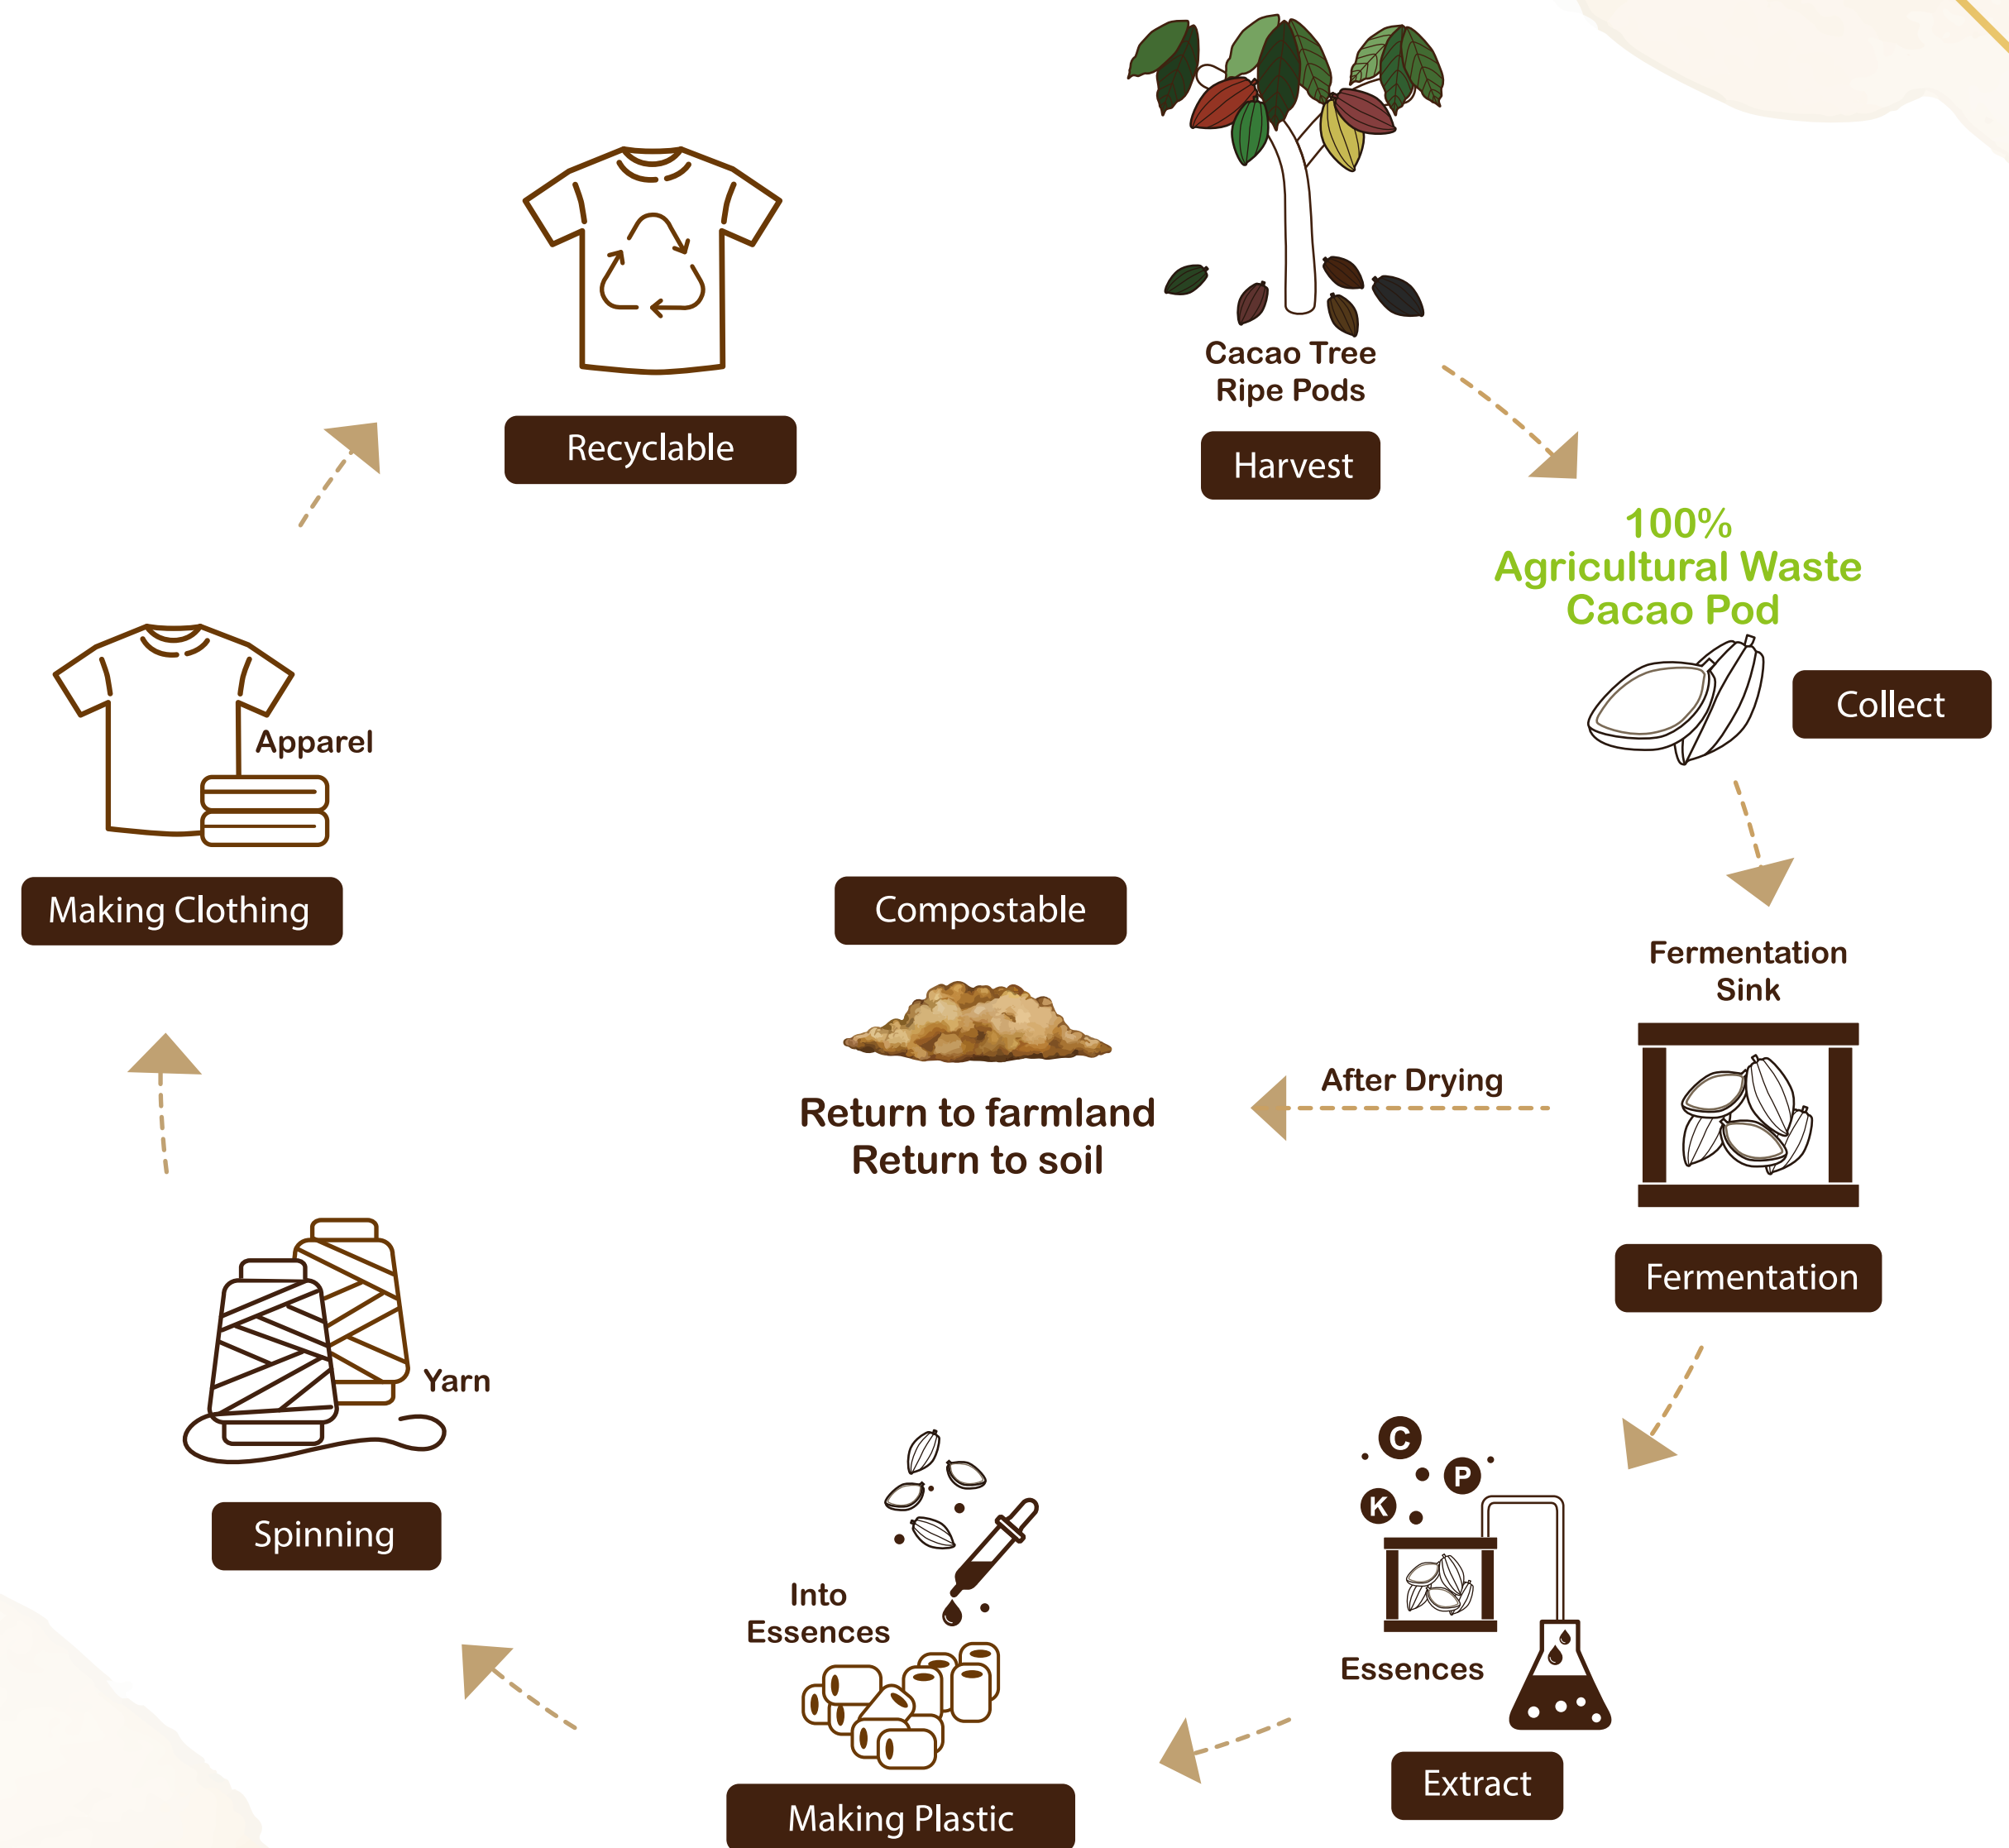 Cacao Tree
Ripe Pods
Harvest
100%
Agricultural Waste
Cacao Pod
Collect
Fermentation
Sink
Fermentation
After Drying
Compostable
Return to farmland
Return to soil
C
P
K
Essences
Extract
Into
Essences
Making Plastic
Yarn
Spinning
Apparel
Making Clothing
Recyclable